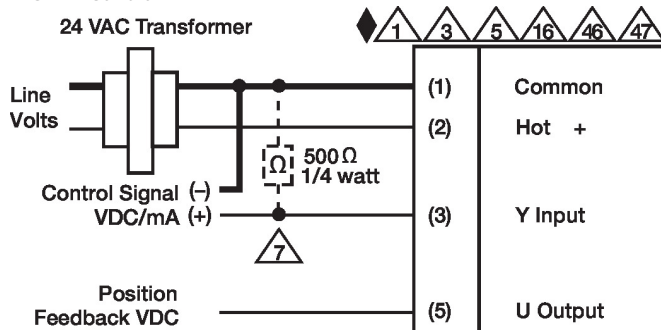 24 VAC Transformer
1 3 5 16 46 47
Line
Volts
(1) Common
(2) Hot +
Ω 500 Ω
1/4 watt
Control Signal (–)
VDC/mA (+)
(3) Y Input
7
Position
Feedback VDC
(5) U Output